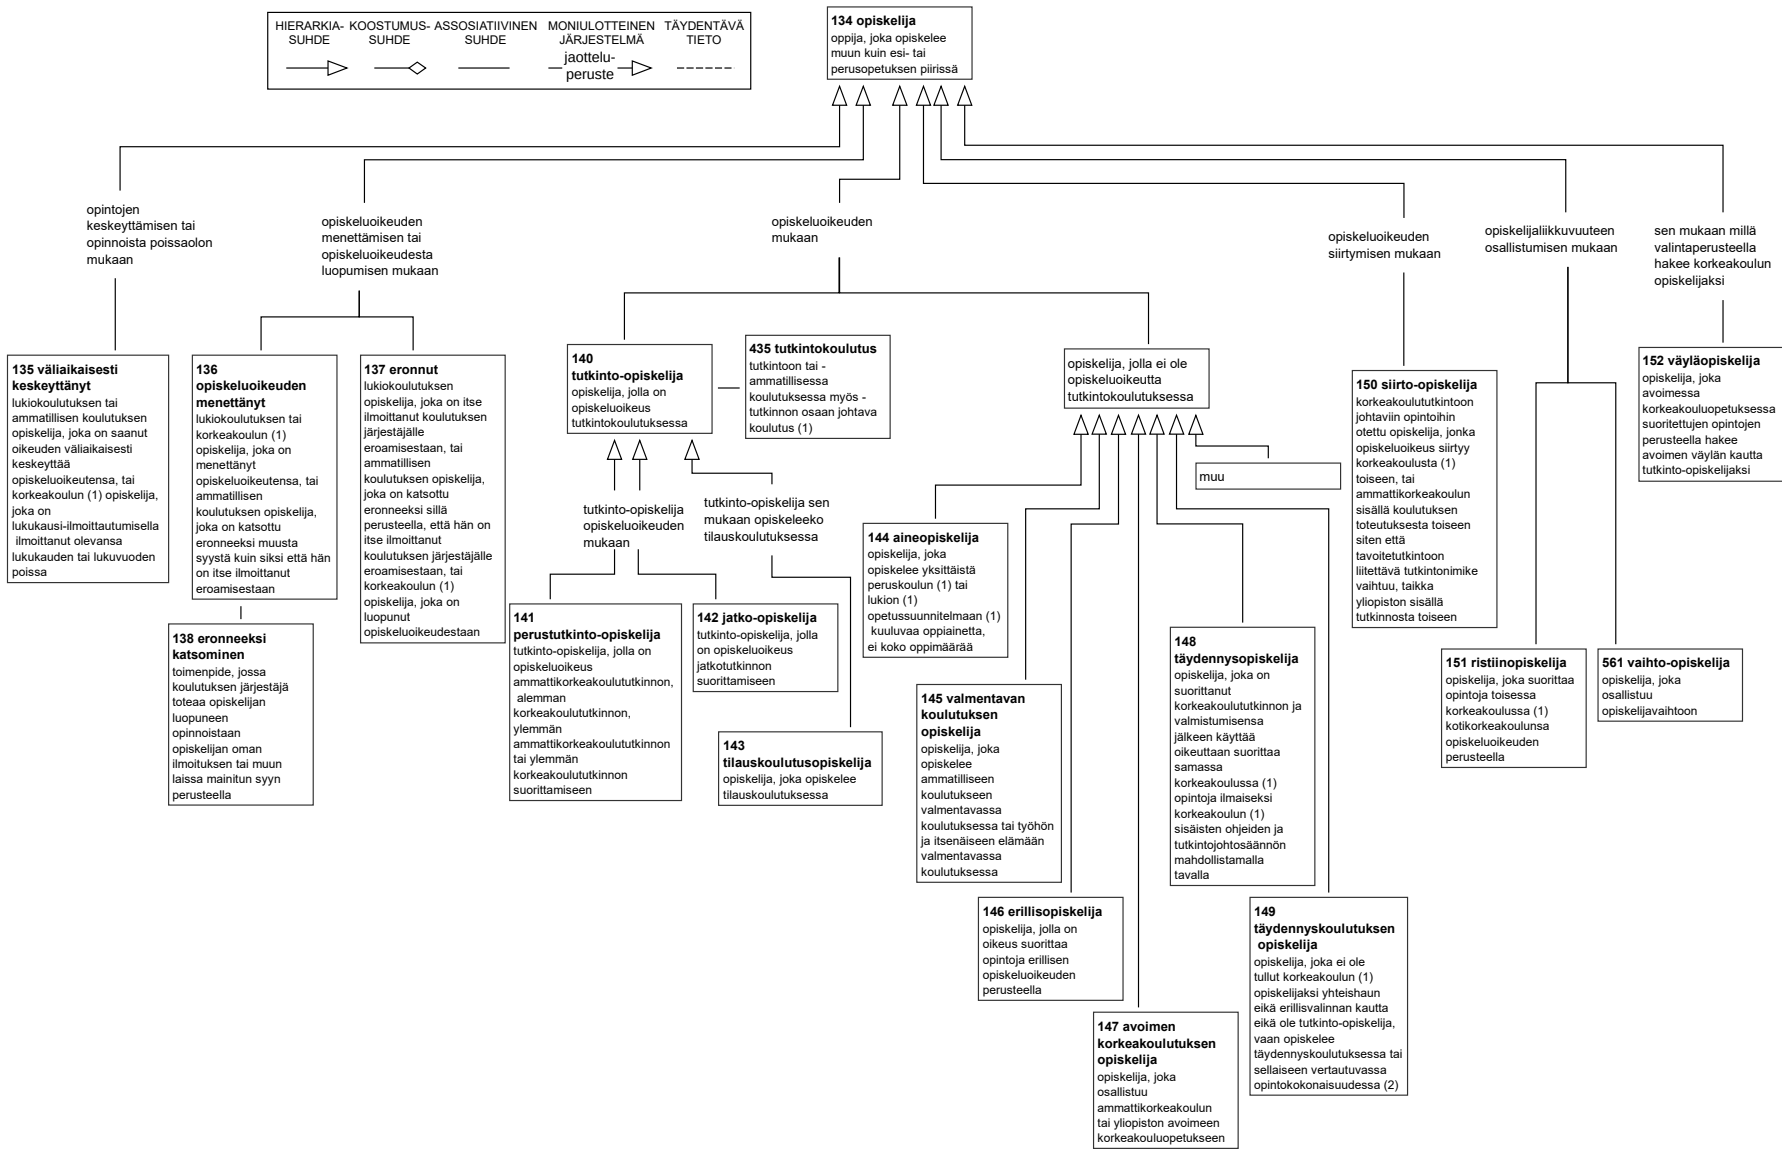 HIERARKIA-
SUHDE
KOOSTUMUS-
SUHDE
ASSOSIATIIVINEN
SUHDE
MONIULOTTEINEN
JÄRJESTELMÄ
jaottelu-
peruste
TÄYDENTÄVÄ
TIETO
134 opiskelija
oppija, joka opiskelee
muun kuin esi- tai
perusopetuksen piirissä
opintojen
keskeyttämisen tai
opinnoista poissaolon
mukaan
opiskeluoikeuden
menettämisen tai
opiskeluoikeudesta
luopumisen mukaan
opiskeluoikeuden
mukaan
opiskeluoikeuden
siirtymisen mukaan
opiskelijaliikkuvuuteen
osallistumisen mukaan
sen mukaan millä
valintaperusteella
hakee korkeakoulun
opiskelijaksi
135 väliaikaisesti
keskeyttänyt
lukiokoulutuksen tai
ammatillisen koulutuksen
opiskelija, joka on saanut
oikeuden väliaikaisesti
keskeyttää
opiskeluoikeutensa, tai
korkeakoulun (1) opiskelija,
joka on
lukukausi-ilmoittautumisella
ilmoittanut olevansa
lukukauden tai lukuvuoden
poissa
136
opiskeluoikeuden
menettänyt
lukiokoulutuksen tai
korkeakoulun (1)
opiskelija, joka on
menettänyt
opiskeluoikeutensa, tai
ammatillisen
koulutuksen opiskelija,
joka on katsottu
eronneeksi muusta
syystä kuin siksi että hän
on itse ilmoittanut
eroamisestaan
137 eronnut
lukiokoulutuksen
opiskelija, joka on itse
ilmoittanut koulutuksen
järjestäjälle
eroamisestaan, tai
ammatillisen
koulutuksen opiskelija,
joka on katsottu
eronneeksi sillä
perusteella, että hän on
itse ilmoittanut
koulutuksen järjestäjälle
eroamisestaan, tai
korkeakoulun (1)
opiskelija, joka on
luopunut
opiskeluoikeudestaan
138 eronneeksi
katsominen
toimenpide, jossa
koulutuksen järjestäjä
toteaa opiskelijan
luopuneen
opinnoistaan
opiskelijan oman
ilmoituksen tai muun
laissa mainitun syyn
perusteella
140
tutkinto-opiskelija
opiskelija, jolla on
opiskeluoikeus
tutkintokoulutuksessa
435 tutkintokoulutus
tutkintoon tai -
ammatillisessa
koulutuksessa myös -
tutkinnon osaan johtava
koulutus (1)
opiskelija, jolla ei ole
opiskeluoikeutta
tutkintokoulutuksessa
muu
tutkinto-opiskelija
opiskeluoikeuden
mukaan
tutkinto-opiskelija sen
mukaan opiskeleeko
tilauskoulutuksessa
141
perustutkinto-opiskelija
tutkinto-opiskelija, jolla on
opiskeluoikeus
ammattikorkeakoulututkinnon,
alemman
korkeakoulututkinnon,
ylemmän
ammattikorkeakoulututkinnon
tai ylemmän
korkeakoulututkinnon
suorittamiseen
142 jatko-opiskelija
tutkinto-opiskelija, jolla
on opiskeluoikeus
jatkotutkinnon
suorittamiseen
143
tilauskoulutusopiskelija
opiskelija, joka opiskelee
tilauskoulutuksessa
144 aineopiskelija
opiskelija, joka
opiskelee yksittäistä
peruskoulun (1) tai
lukion (1)
opetussuunnitelmaan (1)
kuuluvaa oppiainetta,
ei koko oppimäärää
145 valmentavan
koulutuksen
opiskelija
opiskelija, joka
opiskelee
ammatilliseen
koulutukseen
valmentavassa
koulutuksessa tai työhön
ja itsenäiseen elämään
valmentavassa
koulutuksessa
146 erillisopiskelija
opiskelija, jolla on
oikeus suorittaa
opintoja erillisen
opiskeluoikeuden
perusteella
147 avoimen
korkeakoulutuksen
opiskelija
opiskelija, joka
osallistuu
ammattikorkeakoulun
tai yliopiston avoimeen
korkeakouluopetukseen
148
täydennysopiskelija
opiskelija, joka on
suorittanut
korkeakoulututkinnon ja
valmistumisensa
jälkeen käyttää
oikeuttaan suorittaa
samassa
korkeakoulussa (1)
opintoja ilmaiseksi
korkeakoulun (1)
sisäisten ohjeiden ja
tutkintojohtosäännön
mahdollistamalla
tavalla
149
täydennyskoulutuksen
opiskelija
opiskelija, joka ei ole
tullut korkeakoulun (1)
opiskelijaksi yhteishaun
eikä erillisvalinnan kautta
eikä ole tutkinto-opiskelija,
vaan opiskelee
täydennyskoulutuksessa tai
sellaiseen vertautuvassa
opintokokonaisuudessa (2)
150 siirto-opiskelija
korkeakoulututkintoon
johtaviin opintoihin
otettu opiskelija, jonka
opiskeluoikeus siirtyy
korkeakoulusta (1)
toiseen, tai
ammattikorkeakoulun
sisällä koulutuksen
toteutuksesta toiseen
siten että
tavoitetutkintoon
liitettävä tutkintonimike
vaihtuu, taikka
yliopiston sisällä
tutkinnosta toiseen
151 ristiinopiskelija
opiskelija, joka suorittaa
opintoja toisessa
korkeakoulussa (1)
kotikorkeakoulunsa
opiskeluoikeuden
perusteella
561 vaihto-opiskelija
opiskelija, joka
osallistuu
opiskelijavaihtoon
152 väyläopiskelija
opiskelija, joka
avoimessa
korkeakouluopetuksessa
suoritettujen opintojen
perusteella hakee
avoimen väylän kautta
tutkinto-opiskelijaksi